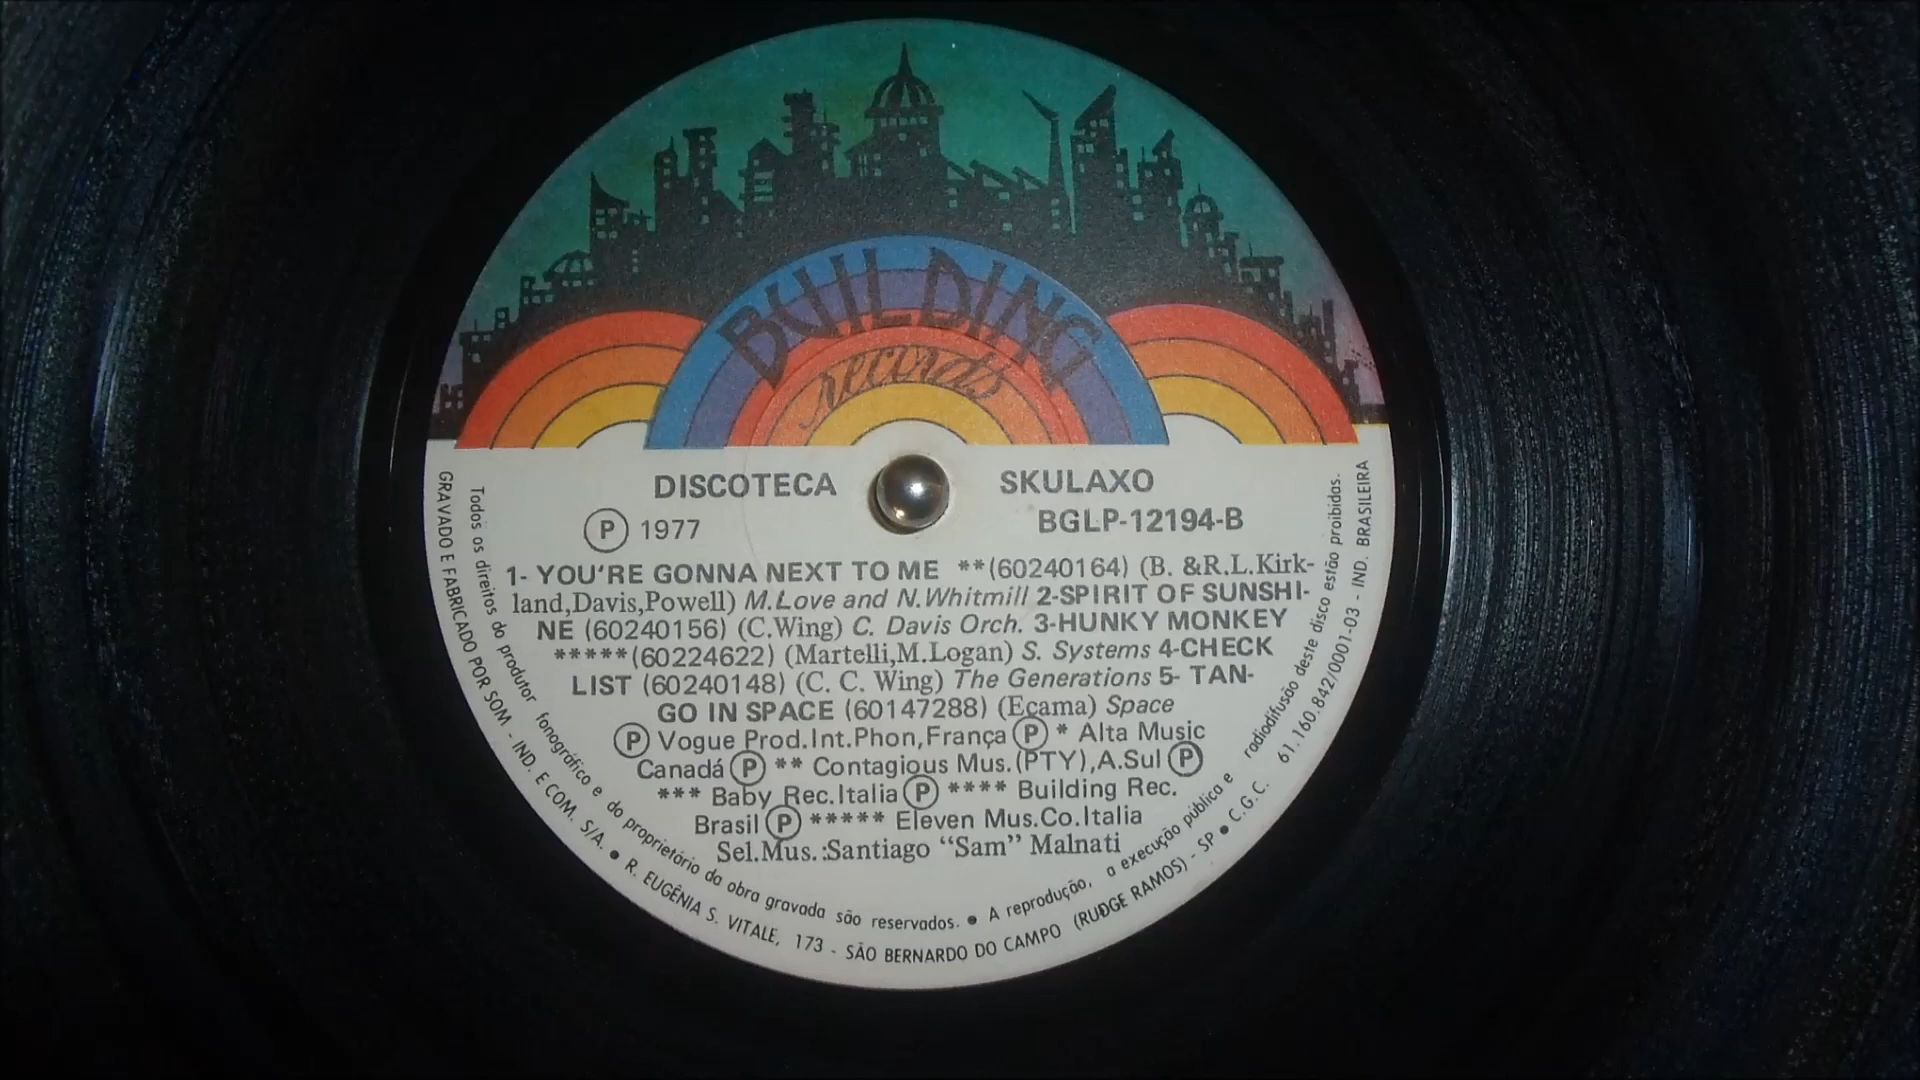 BUILDING
records
DISCOTECA SKULAXO
Ⓟ 1977 BGLP-12194-B
1- YOU'RE GONNA NEXT TO ME **(60240164) (B. &R.L.Kirk-
land,Davis,Powell) M.Love and N.Whitmill 2-SPIRIT OF SUNSHI-
NE (60240156) (C.Wing) C. Davis Orch. 3-HUNKY MONKEY
*****(60224622) (Martelli,M.Logan) S. Systems 4-CHECK
LIST (60240148) (C. C. Wing) The Generations 5- TAN-
GO IN SPACE (60147288) (Ecama) Space
Ⓟ Vogue Prod.Int.Phon,França Ⓟ * Alta Music
Canadá Ⓟ ** Contagious Mus.(PTY),A.Sul Ⓟ
*** Baby Rec.Italia Ⓟ **** Building Rec.
Brasil Ⓟ ***** Eleven Mus.Co.Italia
Sel.Mus.:Santiago “Sam” Malnati
Todos os direitos do produtor fonográfico e do proprietário da obra gravada são reservados. ● A reprodução, a execução pública e radiodifusão deste disco estão proibidas.
GRAVADO E FABRICADO POR SOM - IND. E COM. S/A. ● R. EUGÊNIA S. VITALE, 173 - SÃO BERNARDO DO CAMPO (RUDGE RAMOS) - SP ● C.G.C. 61.160.842/0001-03 - IND. BRASILEIRA